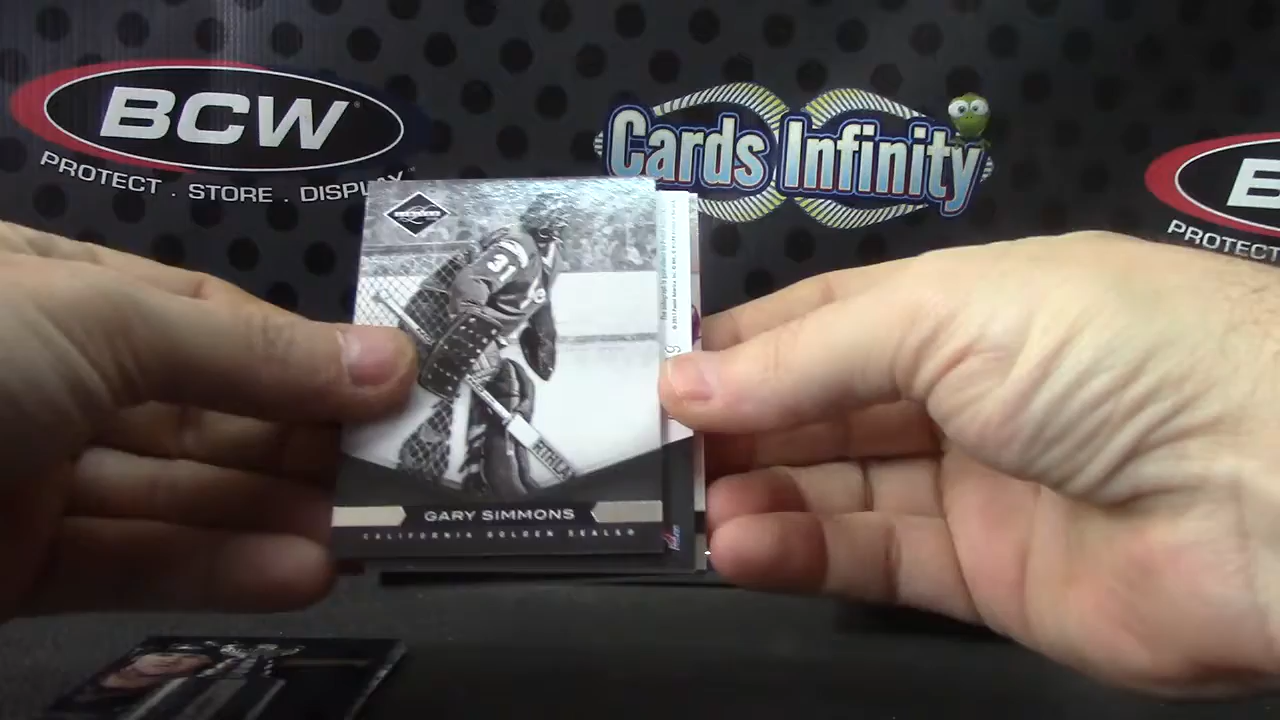 BCW
PROTECT . STORE . DISPLAY
Cards Infinity
B
PROTECT
31
GARY SIMMONS
CALIFORNIA GOLDEN SEALS